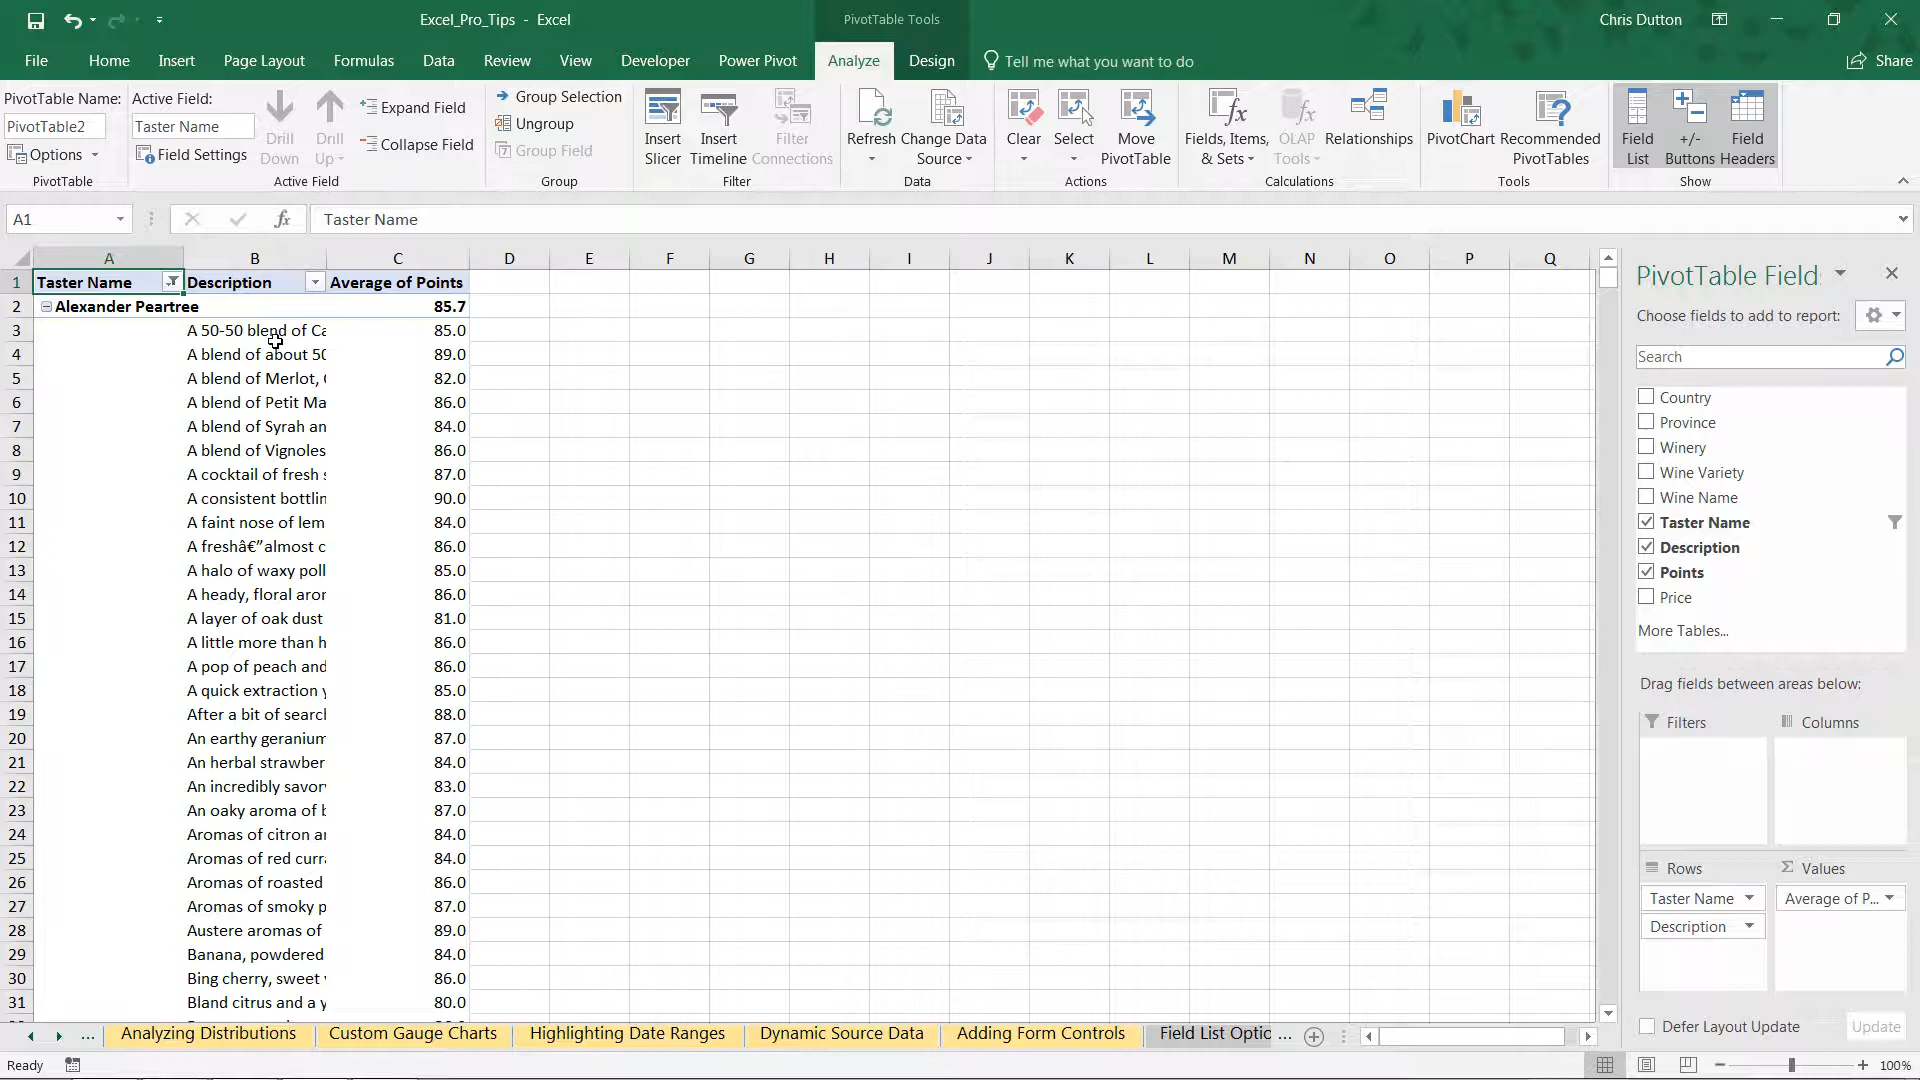 Excel_Pro_Tips - Excel
PivotTable Tools
Chris Dutton
File Home Insert Page Layout Formulas Data Review View Developer Power Pivot Analyze Design Tell me what you want to do Share
PivotTable Name:
PivotTable2
Options
PivotTable
Active Field:
Taster Name
Field Settings
Drill Down
Drill Up
Expand Field
Collapse Field
Active Field
Group Selection
Ungroup
Group Field
Group
Insert Slicer
Insert Timeline
Filter Connections
Filter
Refresh
Change Data Source
Data
Clear
Select
Move PivotTable
Actions
Fields, Items, & Sets
OLAP Tools
Relationships
Calculations
PivotChart
Recommended PivotTables
Tools
Field List
+/- Buttons
Field Headers
Show
A1 fx Taster Name
A B C D E F G H I J K L M N O P Q
1 Taster Name Description Average of Points
2 Alexander Peartree 85.7
3 A 50-50 blend of Ca 85.0
4 A blend of about 50 89.0
5 A blend of Merlot, 82.0
6 A blend of Petit Ma 86.0
7 A blend of Syrah an 84.0
8 A blend of Vignoles 86.0
9 A cocktail of fresh s 87.0
10 A consistent bottlin 90.0
11 A faint nose of lem 84.0
12 A freshâ€”almost c 86.0
13 A halo of waxy poll 85.0
14 A heady, floral aror 86.0
15 A layer of oak dust 81.0
16 A little more than h 86.0
17 A pop of peach and 86.0
18 A quick extraction y 85.0
19 After a bit of search 88.0
20 An earthy geranium 87.0
21 An herbal strawber 84.0
22 An incredibly savory 83.0
23 An oaky aroma of b 87.0
24 Aromas of citron an 84.0
25 Aromas of red curra 84.0
26 Aromas of roasted 86.0
27 Aromas of smoky p 87.0
28 Austere aromas of 89.0
29 Banana, powdered 84.0
30 Bing cherry, sweet v 86.0
31 Bland citrus and a y 80.0
PivotTable Field
Choose fields to add to report:
Search
Country
Province
Winery
Wine Variety
Wine Name
Taster Name
Description
Points
Price
More Tables...
Drag fields between areas below:
Filters
Columns
Rows
Taster Name
Description
Values
Average of P...
Defer Layout Update
Update
... Analyzing Distributions Custom Gauge Charts Highlighting Date Ranges Dynamic Source Data Adding Form Controls Field List Optio ...
Ready
100%